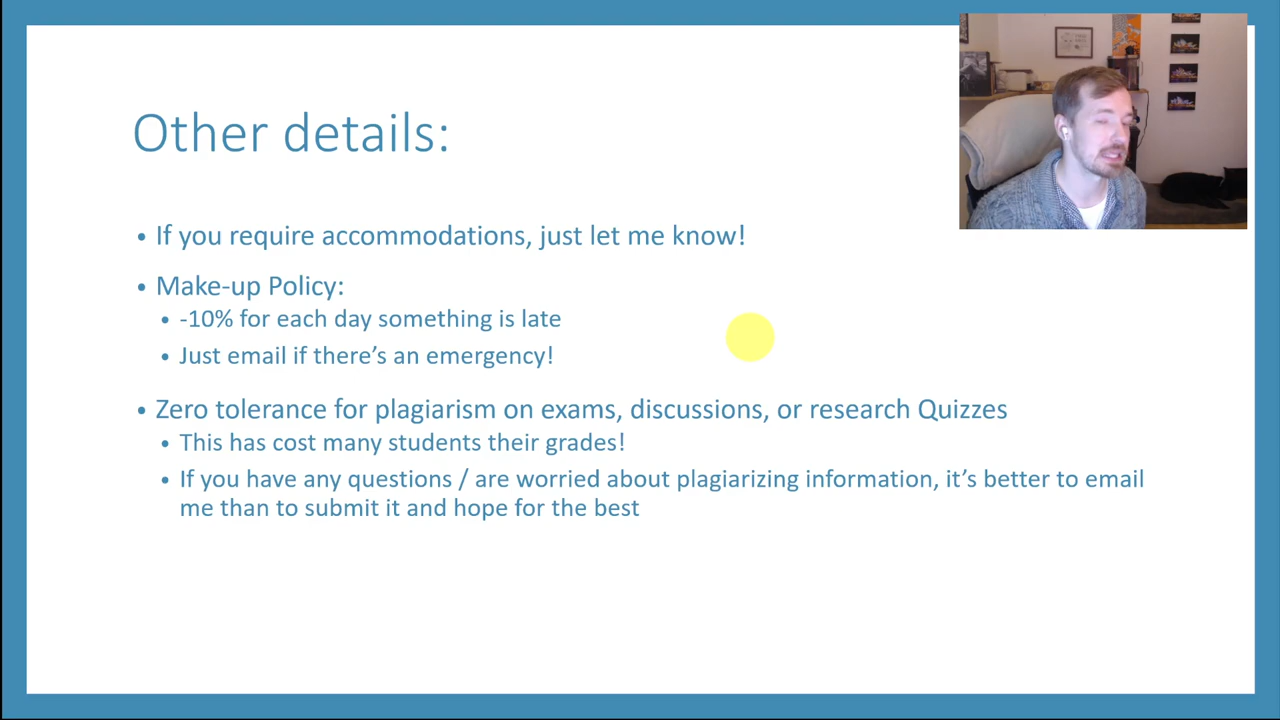 Other details:
• If you require accommodations, just let me know!
• Make-up Policy:
• -10% for each day something is late
• Just email if there’s an emergency!
• Zero tolerance for plagiarism on exams, discussions, or research Quizzes
• This has cost many students their grades!
• If you have any questions / are worried about plagiarizing information, it’s better to email
me than to submit it and hope for the best